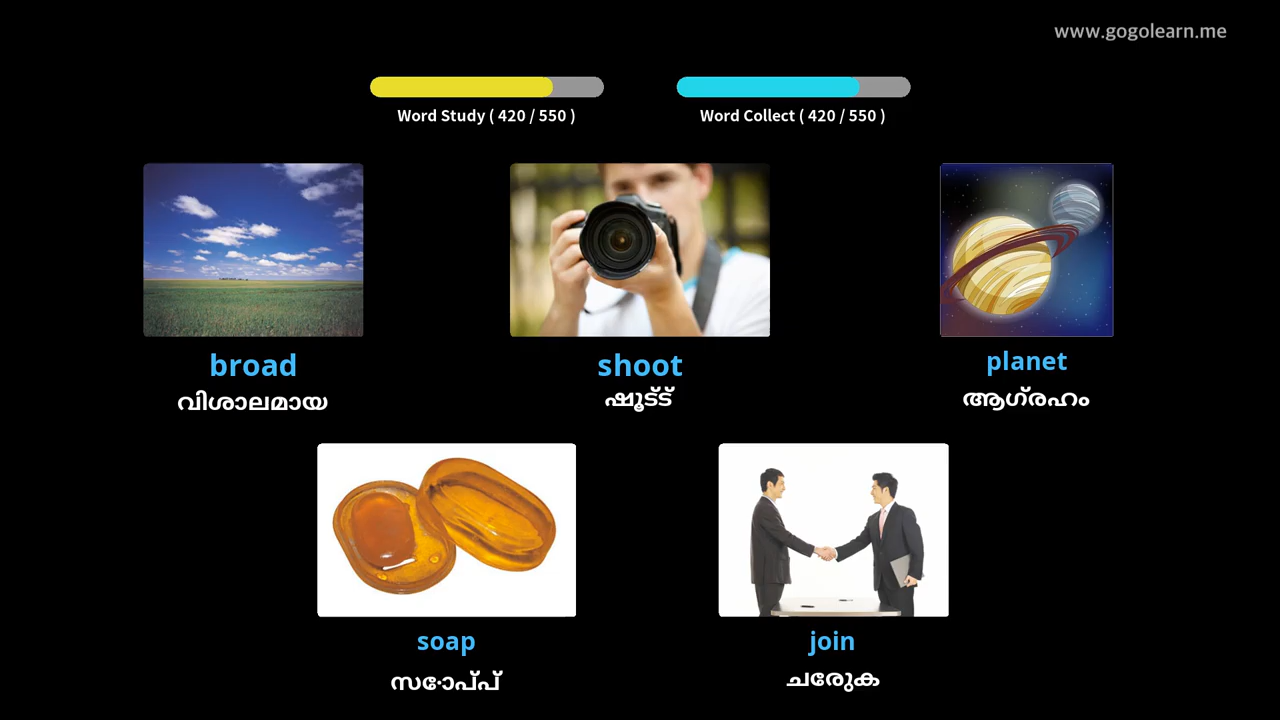 www.gogolearn.me
Word Study ( 420 / 550 )
Word Collect ( 420 / 550 )
broad
വിശാലമായ
shoot
ഷൂട്ട്
planet
ആഗ്രഹം
soap
സോപ്പ്
join
ചേരുക